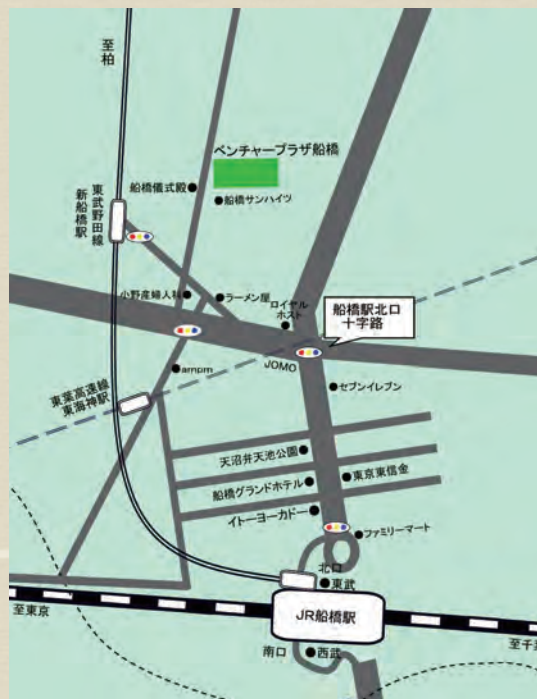 至柏
ベンチャープラザ船橋
船橋儀式殿
船橋サンハイツ
東武野田線
新船橋駅
小野産婦人科
ラーメン屋
ロイヤル
ホスト
船橋駅北口
十字路
JOMO
ampm
東葉高速線
東海神駅
セブンイレブン
天沼弁天池公園
船橋グランドホテル
東京東信金
イトーヨーカドー
ファミリーマート
北口
東武
至東京
JR船橋駅
至千葉
南口
西武